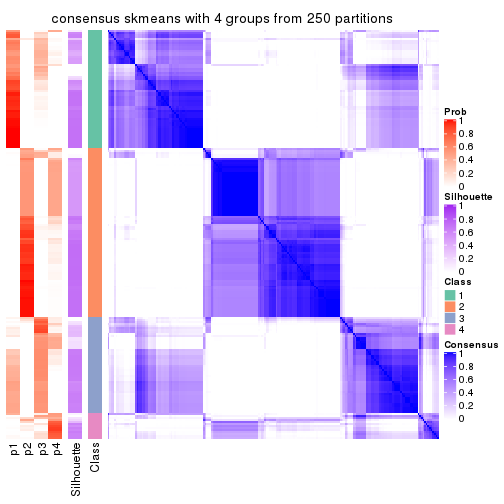 consensus skmeans with 4 groups from 250 partitions
Prob
1
0.8
0.6
0.4
0.2
0
Silhouette
1
0.8
0.6
0.4
0.2
0
Class
1
2
3
4
Consensus
1
0.8
0.6
0.4
0.2
0
p1
p2
p3
p4
Silhouette
Class